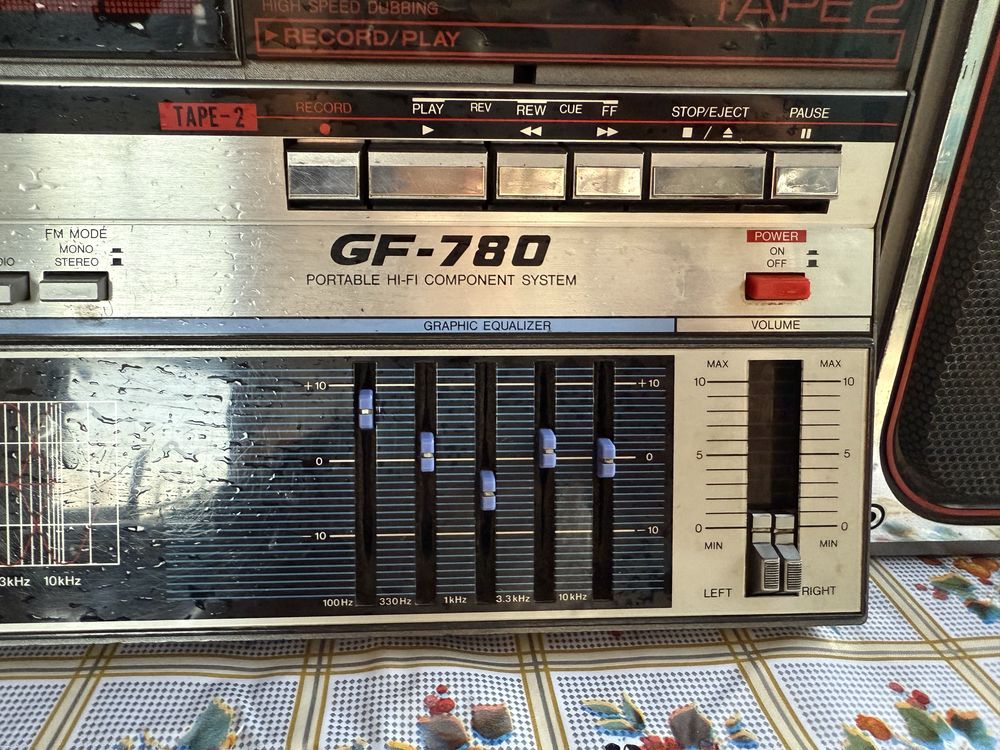 HIGH SPEED DUBBING
TAPE 2
▶ RECORD/PLAY
TAPE-2
RECORD
PLAY REV REW CUE FF
STOP/EJECT
PAUSE
FM MODE
MONO
STEREO
GF-780
PORTABLE HI-FI COMPONENT SYSTEM
POWER
ON
OFF
GRAPHIC EQUALIZER
VOLUME
MAX MAX
+10 +10
10 10
0 0
5 5
-10 -10
0 0
MIN MIN
3kHz 10kHz
100Hz 330Hz 1kHz 3.3kHz 10kHz
LEFT RIGHT